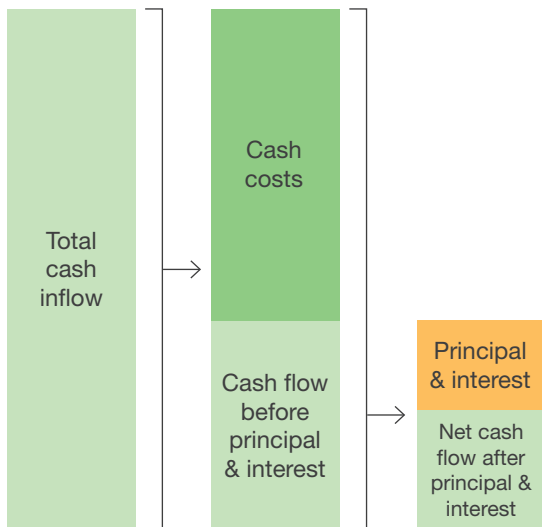 Total
cash
inflow
Cash
costs
Cash flow
before
principal
& interest
Principal
& interest
Net cash
flow after
principal &
interest